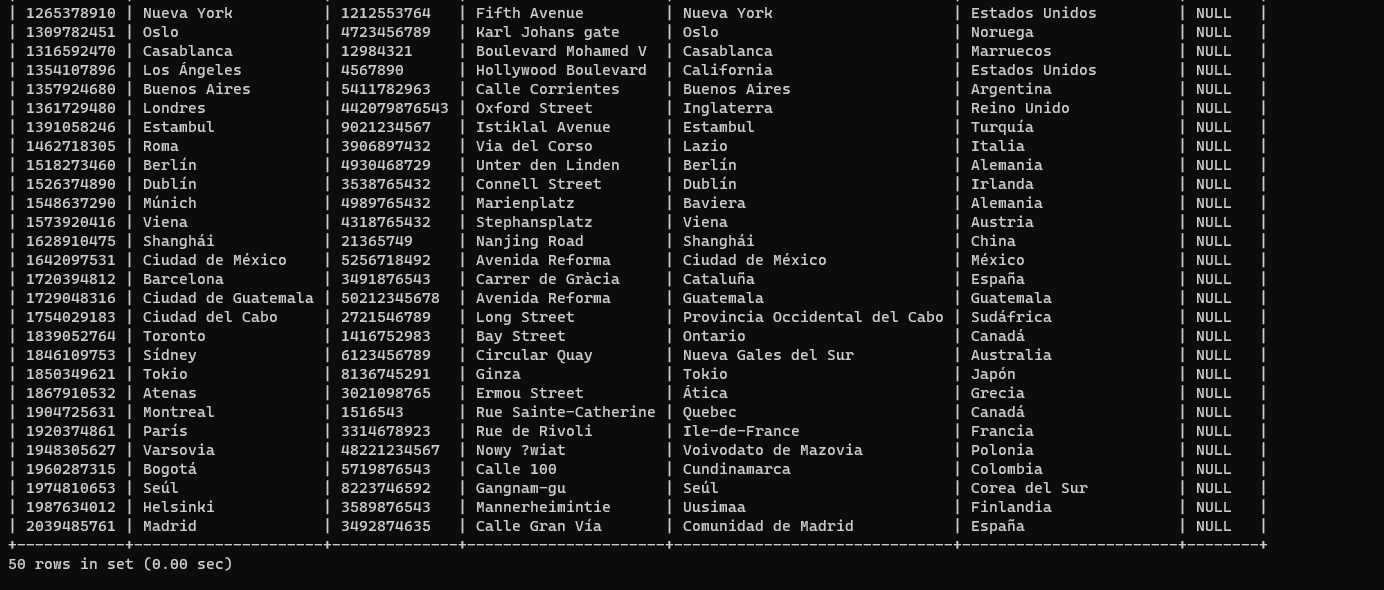 | 1265378910 | Nueva York          | 1212553764   | Fifth Avenue         | Nueva York                   | Estados Unidos         | NULL   |
| 1309782451 | Oslo                | 4723456789   | Karl Johans gate     | Oslo                         | Noruega                | NULL   |
| 1316592470 | Casablanca          | 12984321     | Boulevard Mohamed V  | Casablanca                   | Marruecos              | NULL   |
| 1354107896 | Los Ángeles         | 4567890      | Hollywood Boulevard  | California                   | Estados Unidos         | NULL   |
| 1357924680 | Buenos Aires        | 5411782963   | Calle Corrientes     | Buenos Aires                 | Argentina              | NULL   |
| 1361729480 | Londres             | 442079876543 | Oxford Street        | Inglaterra                   | Reino Unido            | NULL   |
| 1391058246 | Estambul            | 9021234567   | Istiklal Avenue      | Estambul                     | Turquía                | NULL   |
| 1462718305 | Roma                | 3906897432   | Via del Corso        | Lazio                        | Italia                 | NULL   |
| 1518273460 | Berlín              | 4930468729   | Unter den Linden     | Berlín                       | Alemania               | NULL   |
| 1526374890 | Dublín              | 3538765432   | Connell Street       | Dublín                       | Irlanda                | NULL   |
| 1548637290 | Múnich              | 4989765432   | Marienplatz          | Baviera                      | Alemania               | NULL   |
| 1573920416 | Viena               | 4318765432   | Stephansplatz        | Viena                        | Austria                | NULL   |
| 1628910475 | Shanghái            | 21365749     | Nanjing Road         | Shanghái                     | China                  | NULL   |
| 1642097531 | Ciudad de México    | 5256718492   | Avenida Reforma      | Ciudad de México             | México                 | NULL   |
| 1720394812 | Barcelona           | 3491876543   | Carrer de Gràcia     | Cataluña                     | España                 | NULL   |
| 1729048316 | Ciudad de Guatemala | 50212345678  | Avenida Reforma      | Guatemala                    | Guatemala              | NULL   |
| 1754029183 | Ciudad del Cabo     | 2721546789   | Long Street          | Provincia Occidental del Cabo | Sudáfrica              | NULL   |
| 1839052764 | Toronto             | 1416752983   | Bay Street           | Ontario                      | Canadá                 | NULL   |
| 1846109753 | Sídney              | 6123456789   | Circular Quay        | Nueva Gales del Sur          | Australia              | NULL   |
| 1850349621 | Tokio               | 8136745291   | Ginza                | Tokio                        | Japón                  | NULL   |
| 1867910532 | Atenas              | 3021098765   | Ermou Street         | Ática                        | Grecia                 | NULL   |
| 1904725631 | Montreal            | 1516543      | Rue Sainte-Catherine | Quebec                       | Canadá                 | NULL   |
| 1920374861 | París               | 3314678923   | Rue de Rivoli        | Ile-de-France                | Francia                | NULL   |
| 1948305627 | Varsovia            | 48221234567  | Nowy ?wiat           | Voivodato de Mazovia         | Polonia                | NULL   |
| 1960287315 | Bogotá              | 5719876543   | Calle 100            | Cundinamarca                 | Colombia               | NULL   |
| 1974810653 | Seúl                | 8223746592   | Gangnam-gu           | Seúl                         | Corea del Sur          | NULL   |
| 1987634012 | Helsinki            | 3589876543   | Mannerheimintie      | Uusimaa                      | Finlandia              | NULL   |
| 2039485761 | Madrid              | 3492874635   | Calle Gran Vía       | Comunidad de Madrid          | España                 | NULL   |
+------------+---------------------+--------------+----------------------+------------------------------+------------------------+--------+
50 rows in set (0.00 sec)